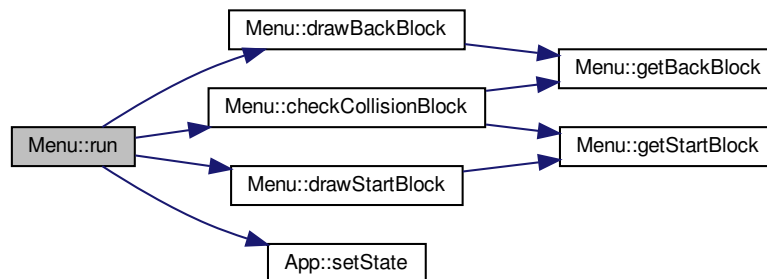 Menu::drawBackBlock
Menu::getBackBlock
Menu::checkCollisionBlock
Menu::run
Menu::getStartBlock
Menu::drawStartBlock
App::setState